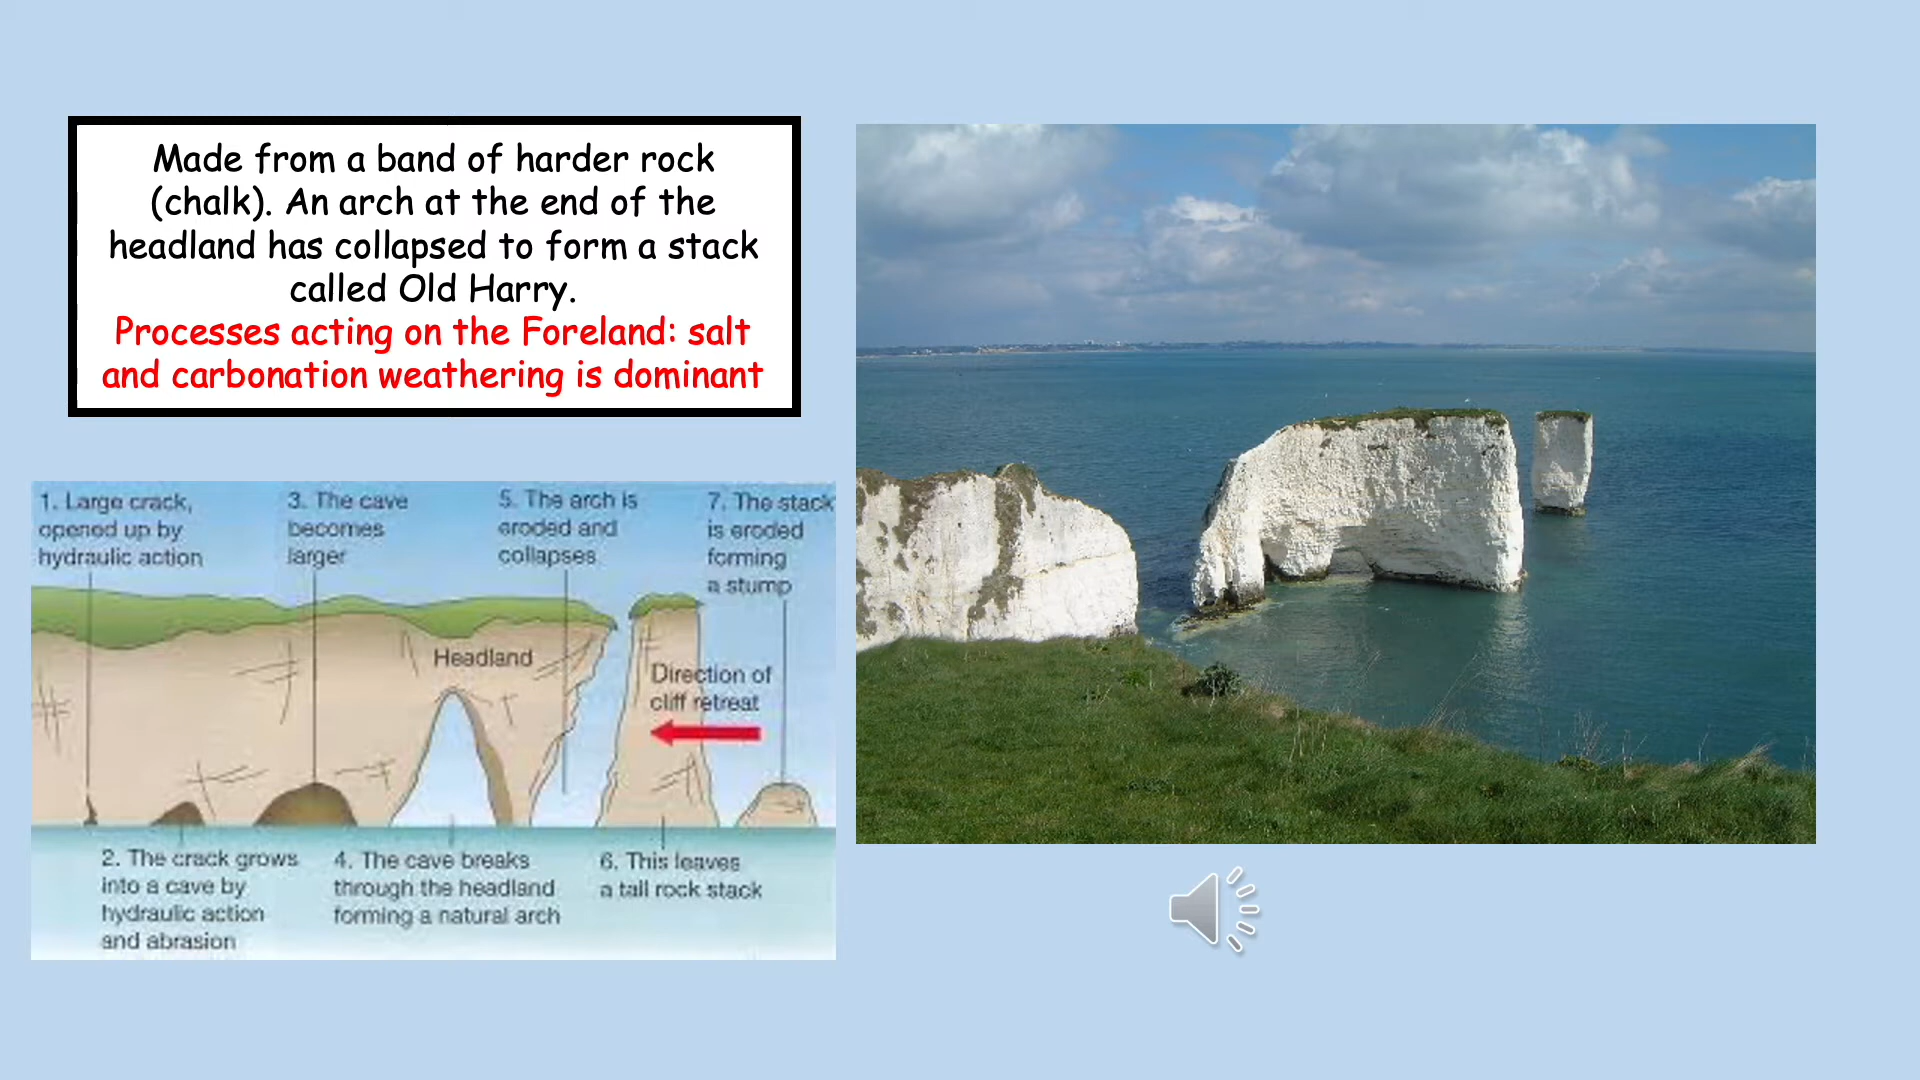 Made from a band of harder rock
(chalk). An arch at the end of the
headland has collapsed to form a stack
called Old Harry.
Processes acting on the Foreland: salt
and carbonation weathering is dominant
1. Large crack,
opened up by
hydraulic action
3. The cave
becomes
larger
5. The arch is
eroded and
collapses
7. The stack
is eroded
forming
a stump
Headland
Direction of
cliff retreat
2. The crack grows
into a cave by
hydraulic action
and abrasion
4. The cave breaks
through the headland
forming a natural arch
6. This leaves
a tall rock stack